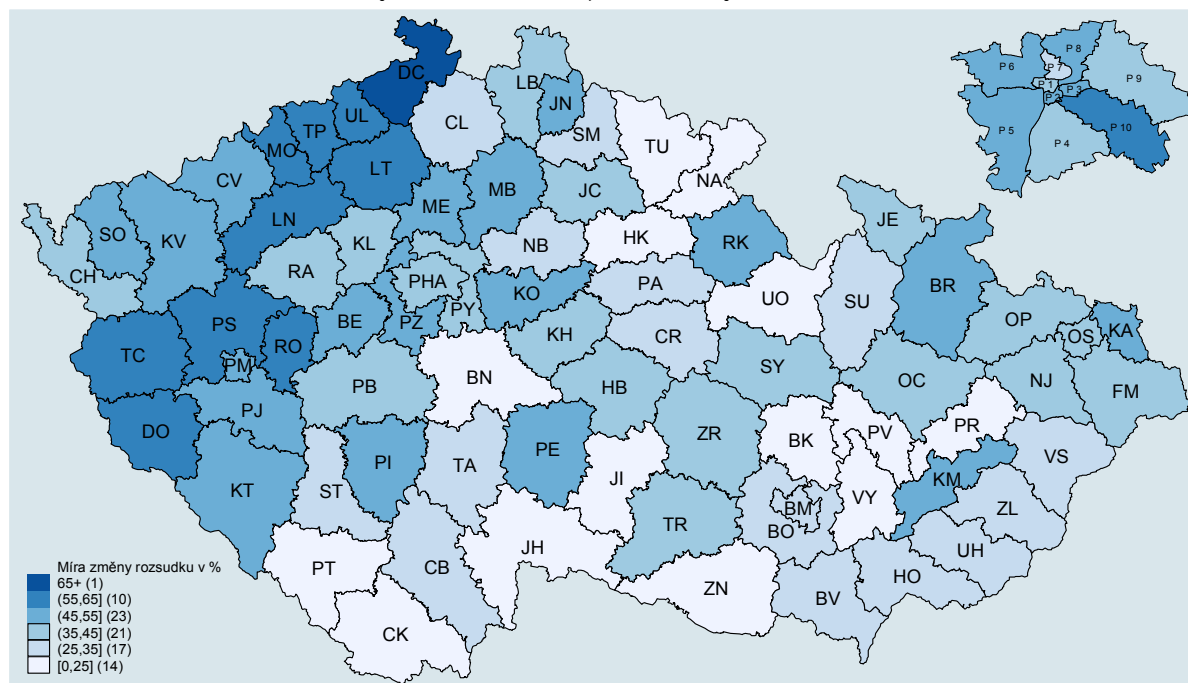 DC
LB
JN
UL
TP
MO
CL
SM
TU
NA
LT
CV
LN
ME
MB
JC
SO
KV
KL
NB
HK
RK
JE
CH
RA
PHA
PA
UO
SU
BR
PS
BE
PZ
PY
KO
TC
RO
PM
KH
CR
OP
OS
KA
PB
BN
HB
SY
OC
NJ
FM
PJ
DO
ZR
BK
PV
PR
VS
KT
ST
PI
TA
PE
JI
TR
BM
BO
VY
KM
ZL
PT
CB
JH
ZN
BV
HO
UH
CK
P 8
P 6
P 7
P 9
P 1
P 3
P 2
P 5
P 10
P 4
Míra změny rozsudku v %
65+ (1)
(55,65] (10)
(45,55] (23)
(35,45] (21)
(25,35] (17)
[0,25] (14)